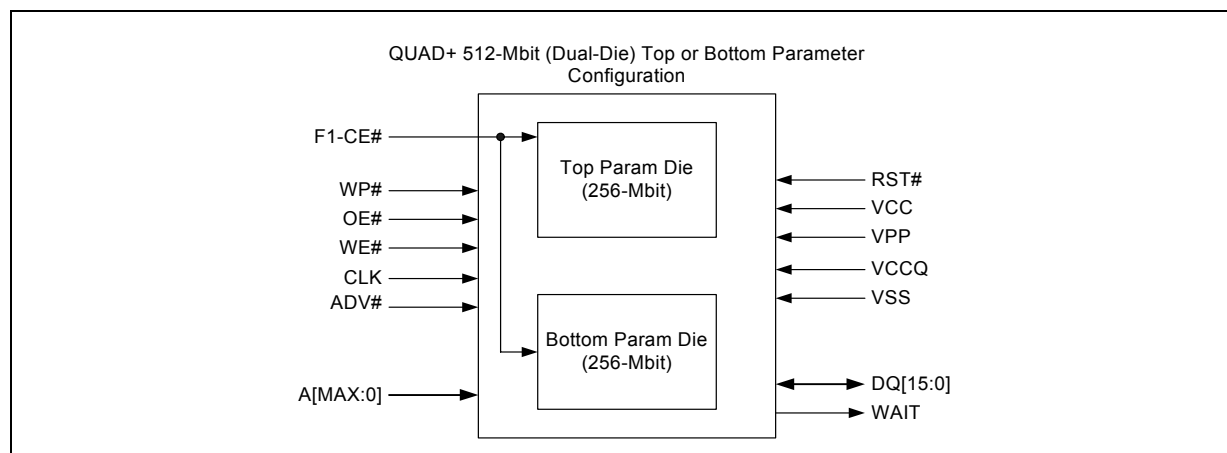 QUAD+ 512-Mbit (Dual-Die) Top or Bottom Parameter
Configuration
F1-CE#
WP#
OE#
WE#
CLK
ADV#
A[MAX:0]
Top Param Die
(256-Mbit)
Bottom Param Die
(256-Mbit)
RST#
VCC
VPP
VCCQ
VSS
DQ[15:0]
WAIT